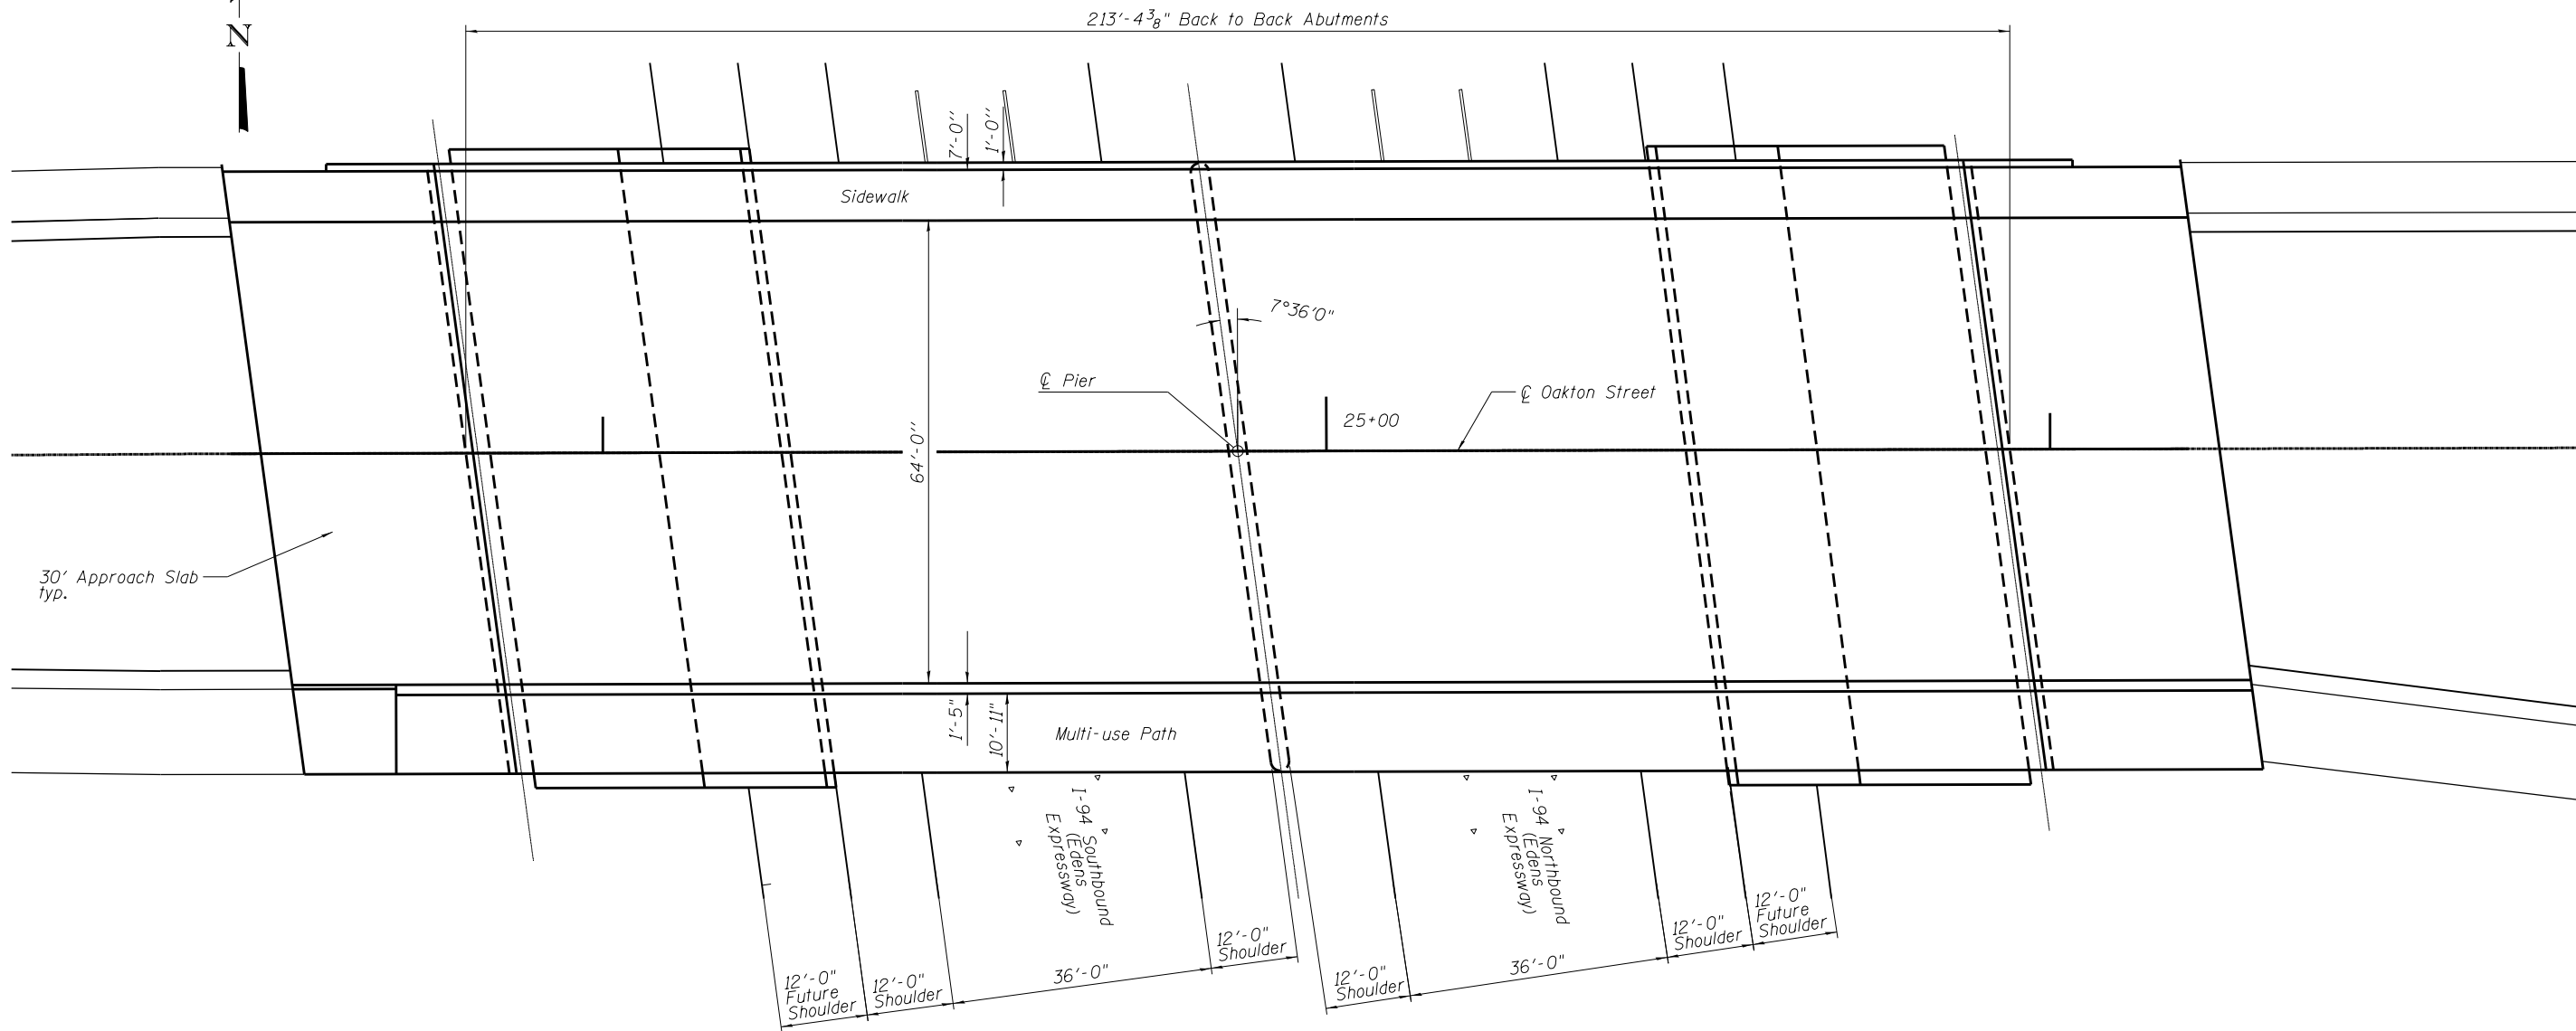 213'-4 3/8" Back to Back Abutments
N
7'-0''
1'-0''
Sidewalk
7°36'0"
℄ Pier
℄ Oakton Street
25+00
64'-0''
30' Approach Slab
typ.
1'-5"
10'-11"
Multi-use Path
I-94 Southbound
(Edens
Expressway)
I-94 Northbound
(Edens
Expressway)
12'-0"
Future
Shoulder
12'-0"
Shoulder
36'-0"
12'-0"
Shoulder
12'-0"
Shoulder
36'-0"
12'-0"
Shoulder
12'-0"
Future
Shoulder